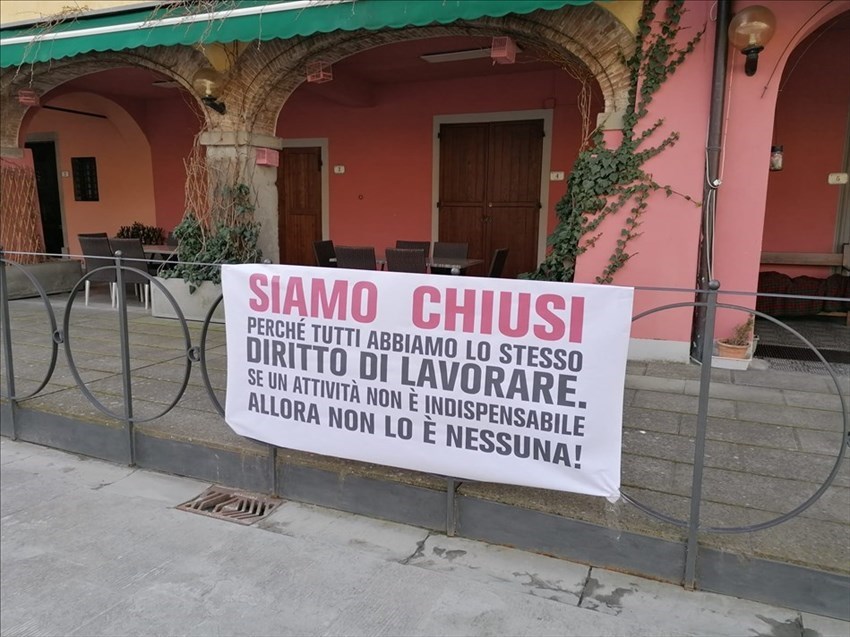 SIAMO CHIUSI
PERCHÉ TUTTI ABBIAMO LO STESSO
DIRITTO DI LAVORARE.
SE UN ATTIVITÀ NON È INDISPENSABILE
ALLORA NON LO È NESSUNA!